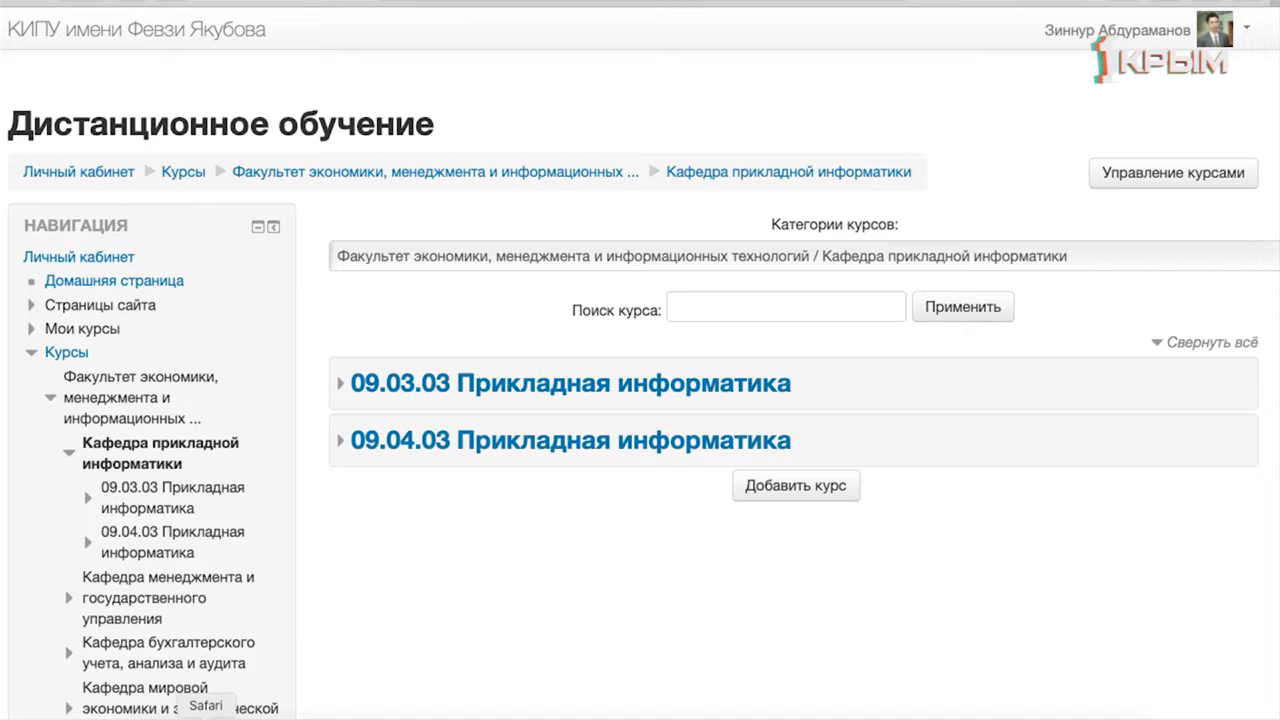 КИПУ имени Февзи Якубова
Зиннур Абдураманов
КРЫМ
Дистанционное обучение
Личный кабинет
Курсы
Факультет экономики, менеджмента и информационных ...
Кафедра прикладной информатики
Управление курсами
НАВИГАЦИЯ
Личный кабинет
Домашняя страница
Страницы сайта
Мои курсы
Курсы
Факультет экономики,
менеджмента и
информационных ...
Кафедра прикладной
информатики
09.03.03 Прикладная
информатика
09.04.03 Прикладная
информатика
Кафедра менеджмента и
государственного
управления
Кафедра бухгалтерского
учета, анализа и аудита
Кафедра мировой
экономики и э
ческой
Safari
Категории курсов:
Факультет экономики, менеджмента и информационных технологий / Кафедра прикладной информатики
Поиск курса:
Применить
Свернуть всё
09.03.03 Прикладная информатика
09.04.03 Прикладная информатика
Добавить курс